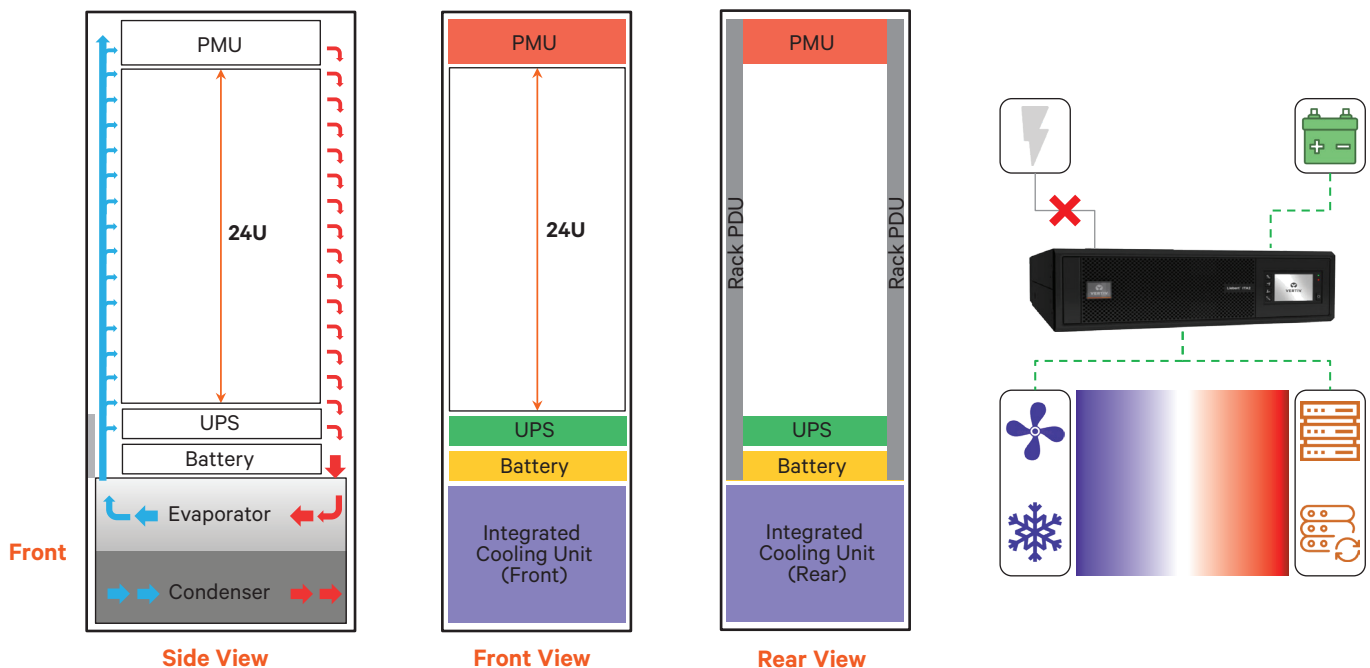 PMU
24U
UPS
Battery
Evaporator
Condenser
Front
Side View
PMU
24U
UPS
Battery
Integrated
Cooling Unit
(Front)
Front View
PMU
Rack PDU
Rack PDU
UPS
Battery
Integrated
Cooling Unit
(Rear)
Rear View
VERTIV
VERTIV